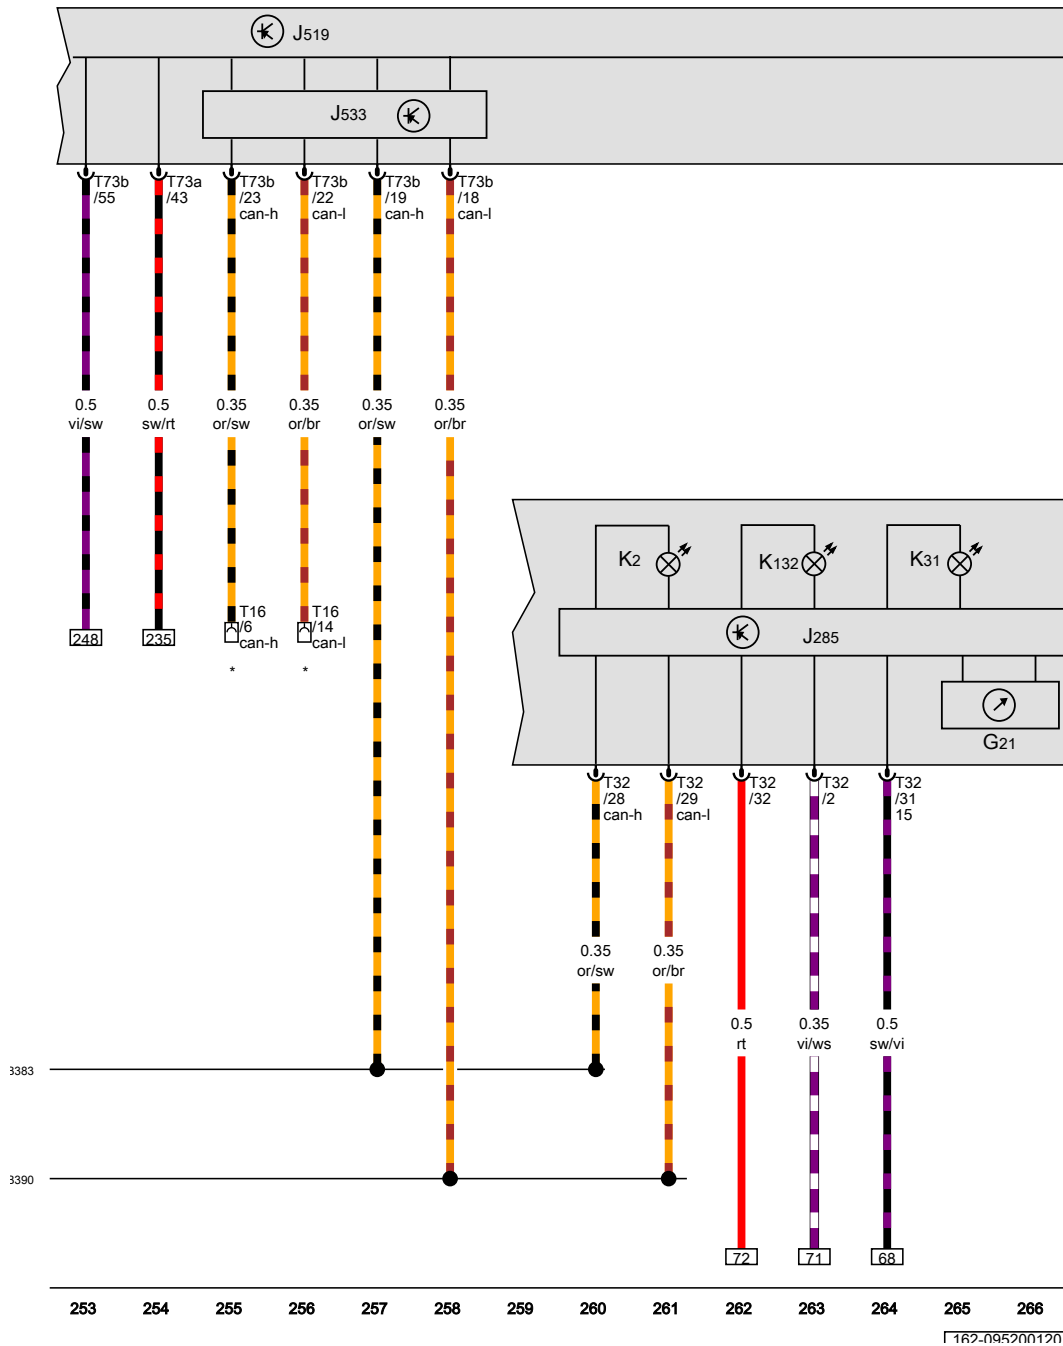 J519
J533
T73b
/55
T73a
/43
T73b
/23
can-h
T73b
/22
can-l
T73b
/19
can-h
T73b
/18
can-l
0.5
vi/sw
0.5
sw/rt
0.35
or/sw
0.35
or/br
0.35
or/sw
0.35
or/br
K2
K132
K31
T16
/6
can-h
T16
/14
can-l
248
235
*
*
J285
G21
T32
/28
can-h
T32
/29
can-l
T32
/32
T32
/2
T32
/31
15
0.35
or/sw
0.35
or/br
0.5
rt
0.35
vi/ws
0.5
sw/vi
3383
3390
72
71
68
253 254 255 256 257 258 259 260 261 262 263 264 265 266
162-095200120